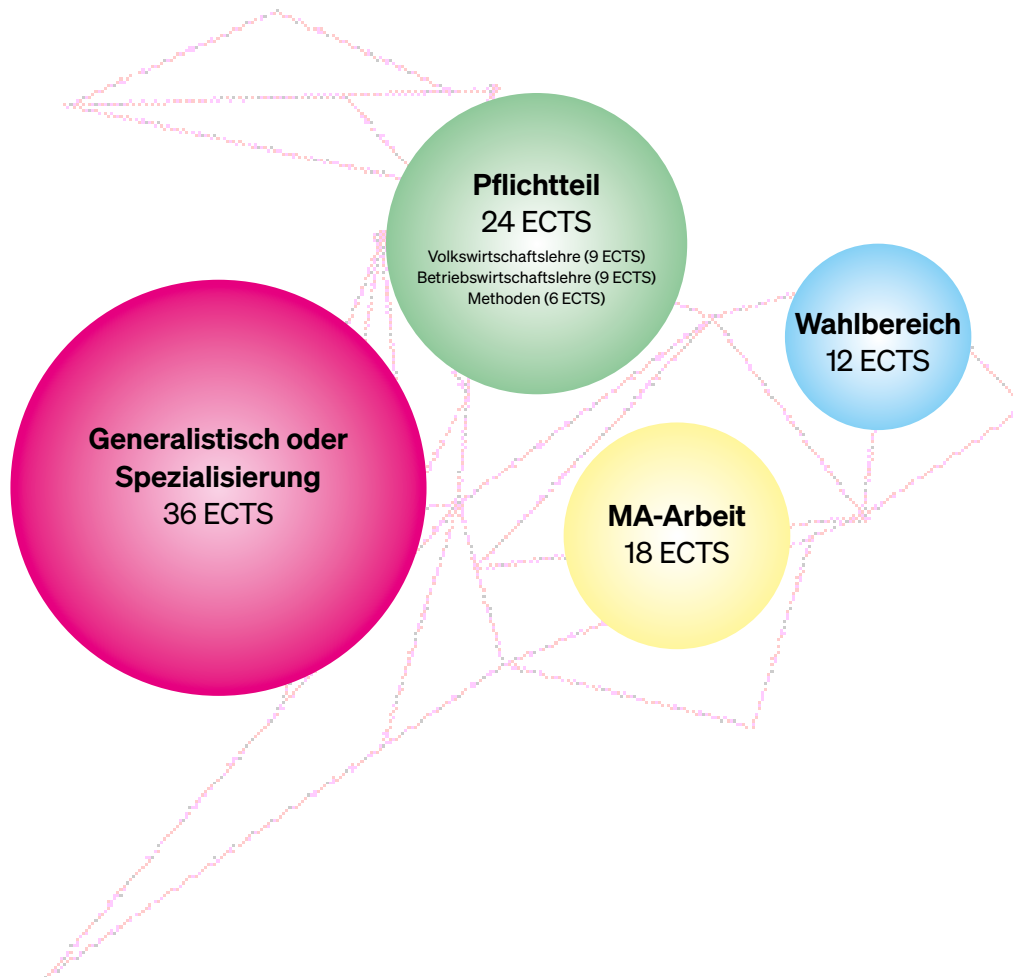 Pflichtteil
24 ECTS
Volkswirtschaftslehre (9 ECTS)
Betriebswirtschaftslehre (9 ECTS)
Methoden (6 ECTS)
Wahlbereich
12 ECTS
Generalistisch oder
Spezialisierung
36 ECTS
MA-Arbeit
18 ECTS